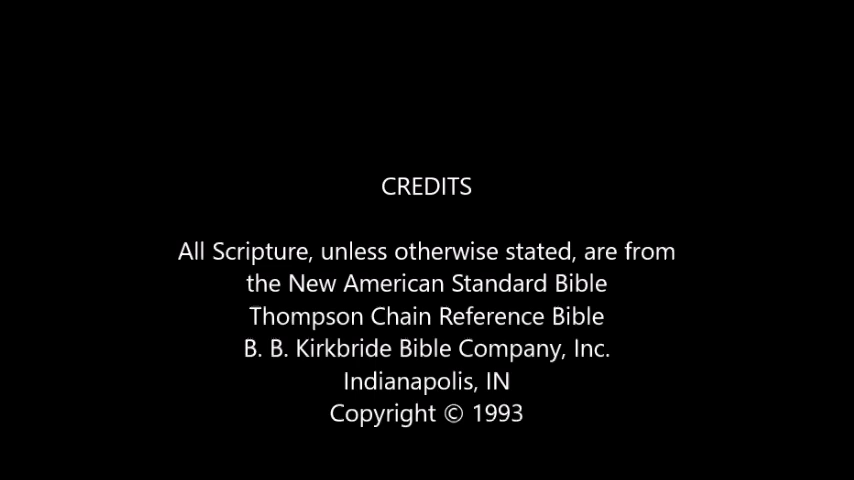 CREDITS
All Scripture, unless otherwise stated, are from
the New American Standard Bible
Thompson Chain Reference Bible
B. B. Kirkbride Bible Company, Inc.
Indianapolis, IN
Copyright © 1993